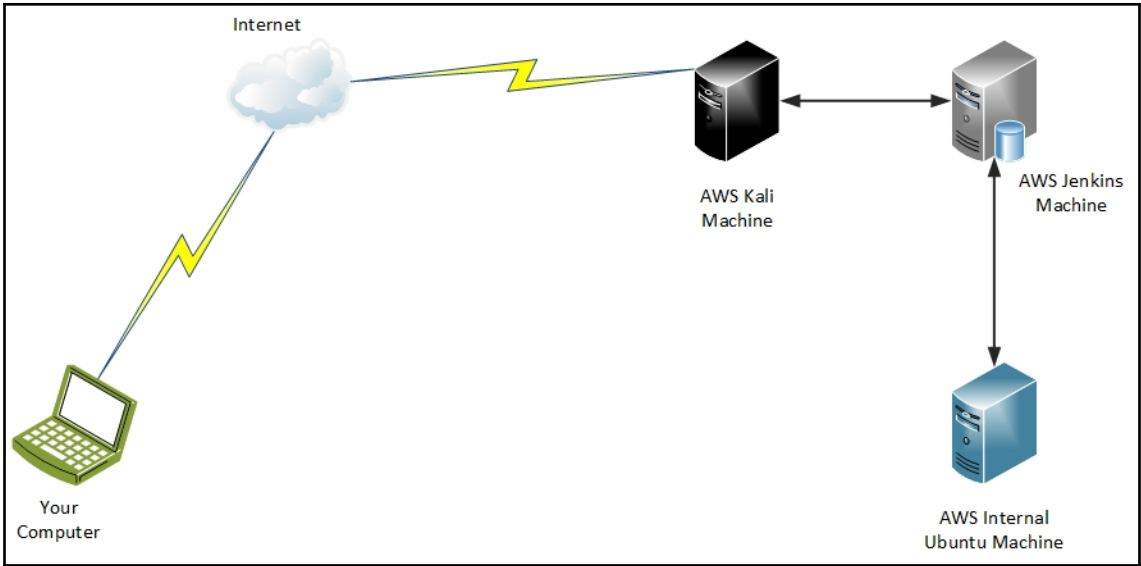 Internet
AWS Kali
Machine
AWS Jenkins
Machine
Your
Computer
AWS Internal
Ubuntu Machine